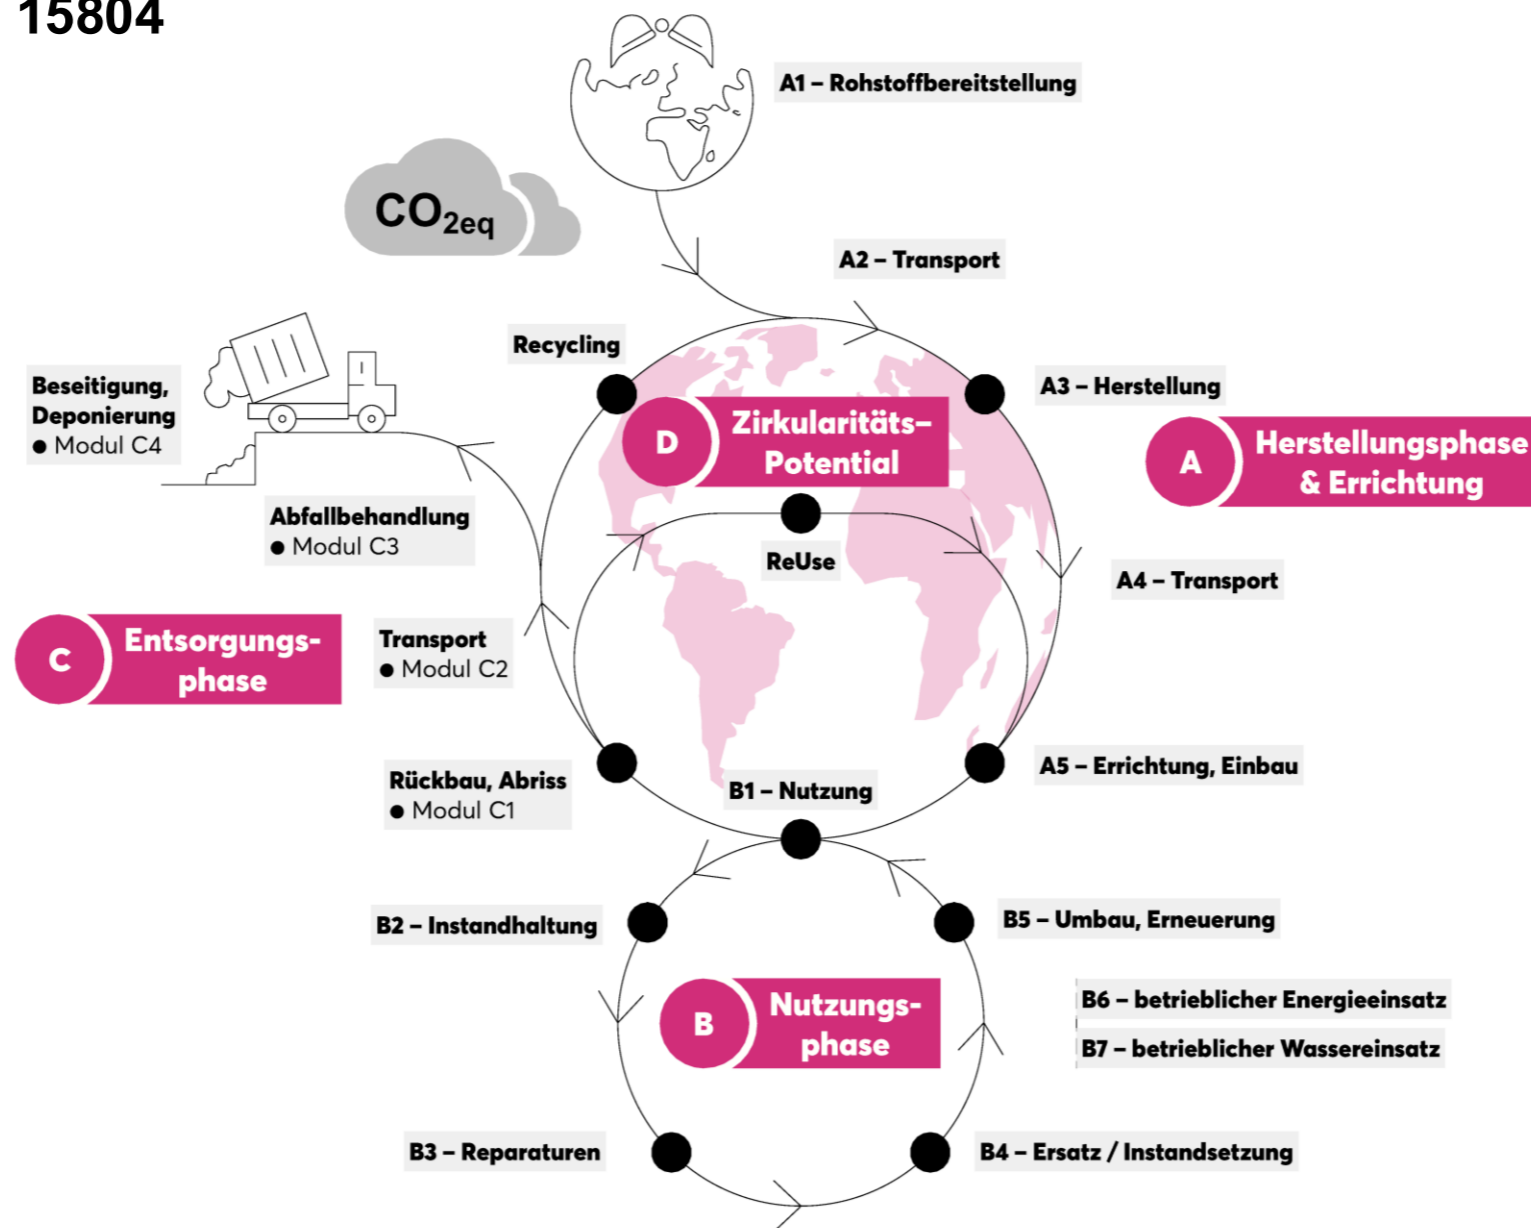 15804
A1 – Rohstoffbereitstellung
CO2eq
A2 – Transport
Recycling
A3 – Herstellung
Beseitigung,
Deponierung
● Modul C4
D
Zirkularitäts–
Potential
A
Herstellungsphase
& Errichtung
Abfallbehandlung
● Modul C3
ReUse
A4 – Transport
C
Entsorgungs-
phase
Transport
● Modul C2
Rückbau, Abriss
● Modul C1
B1 – Nutzung
A5 – Errichtung, Einbau
B2 – Instandhaltung
B5 – Umbau, Erneuerung
B
Nutzungs-
phase
B6 – betrieblicher Energieeinsatz
B7 – betrieblicher Wassereinsatz
B3 – Reparaturen
B4 – Ersatz / Instandsetzung